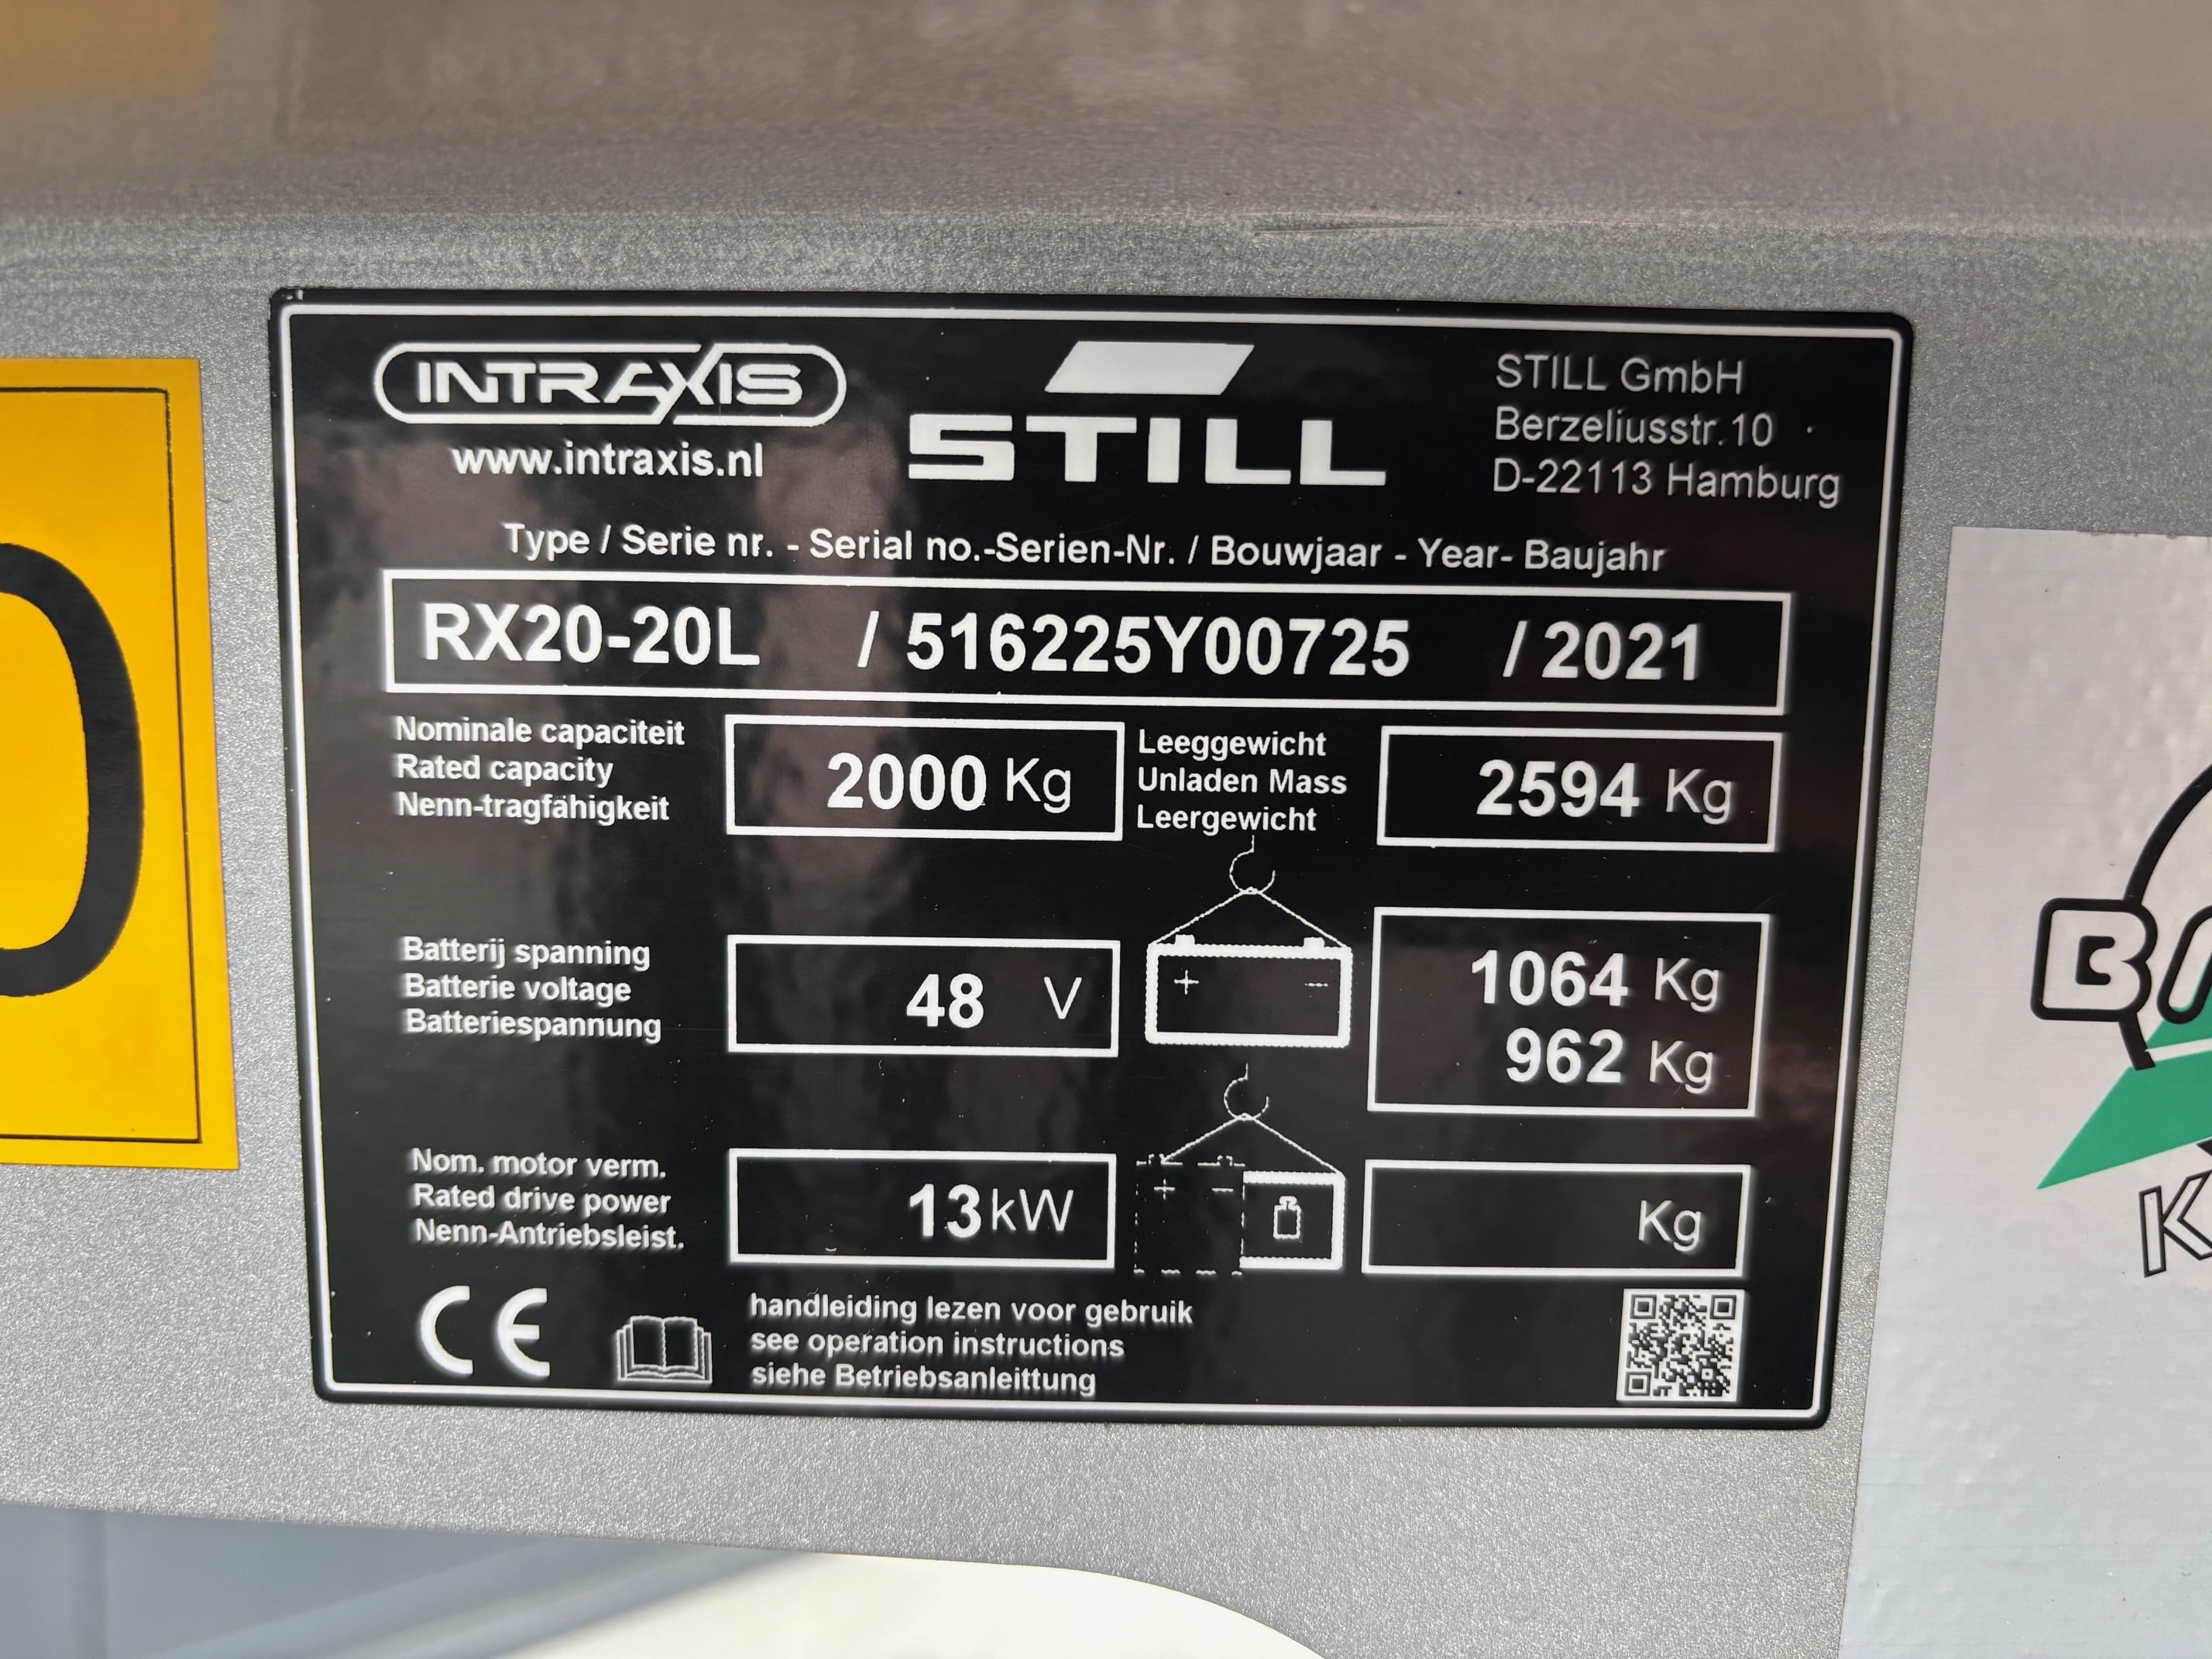 INTRAXIS
www.intraxis.nl
STILL
STILL GmbH
Berzeliusstr.10
D-22113 Hamburg
Type / Serie nr. - Serial no.-Serien-Nr. / Bouwjaar - Year- Baujahr
RX20-20L / 516225Y00725 / 2021
Nominale capaciteit
Rated capacity
Nenn-tragfähigkeit
2000 Kg
Leeggewicht
Unladen Mass
Leergewicht
2594 Kg
Batterij spanning
Batterie voltage
Batteriespannung
48 V
+ -
1064 Kg
962 Kg
Nom. motor verm.
Rated drive power
Nenn-Antriebsleist.
13 kW
+ -
Kg
CE
handleiding lezen voor gebruik
see operation instructions
siehe Betriebsanleittung